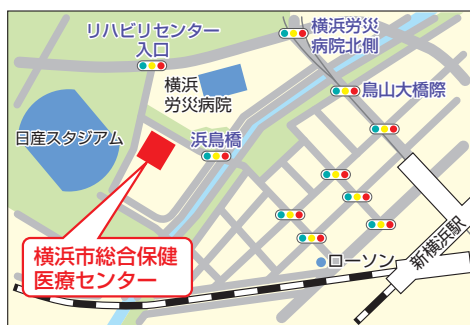 リハビリセンター
入口
横浜労災
病院北側
横浜
労災病院
鳥山大橋際
日産スタジアム
浜鳥橋
横浜市総合保健
医療センター
ローソン
新横浜駅